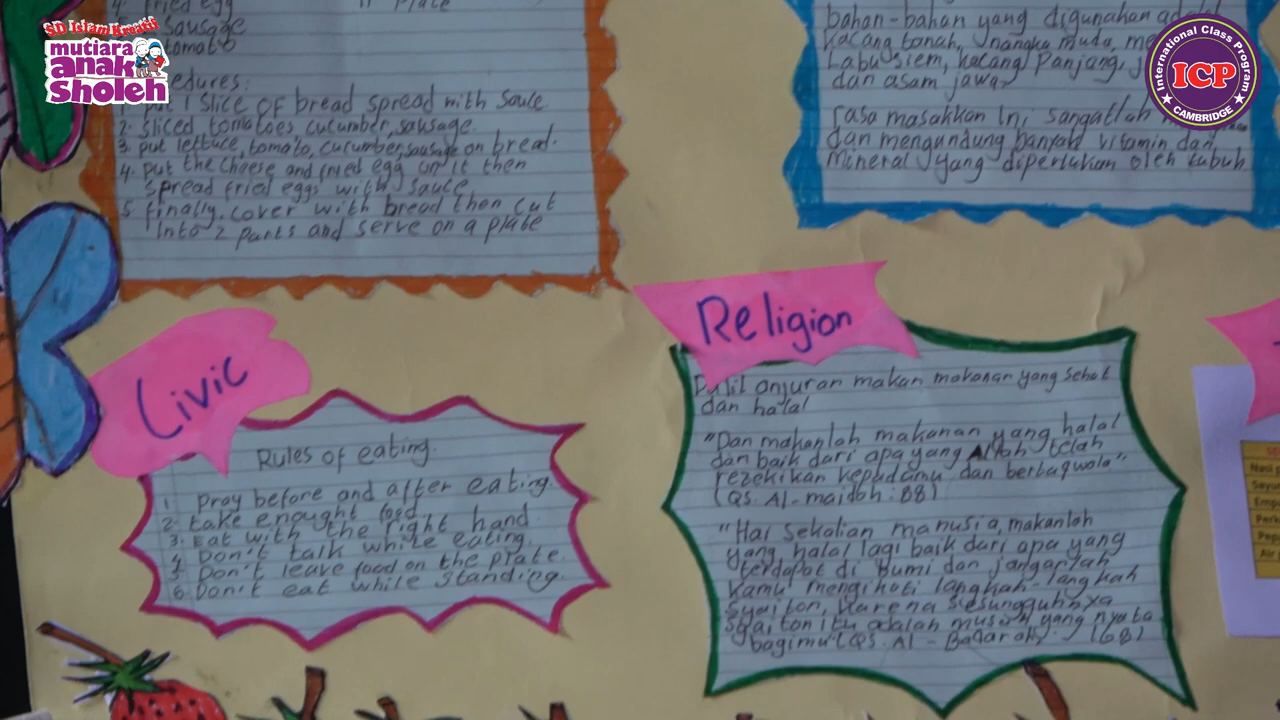 SD Islam Kreatif
mutiara
anak
sholeh
International Class Program
ICP
CAMBRIDGE
4. fried egg
11 plate
sausage
tomato
edures:
put 1 slice of bread spread with sauce
2. sliced tomatoes, cucumber, sausage.
3. put lettuce, tomato, cucumber, sausage on bread.
4. put the cheese and fried egg on it then
spread fried eggs with sauce
5. finally. cover with bread then cut
into 2 parts and serve on a plate
bahan-bahan yang digunakan
kacang tanah, nangka muda,
Labu siem, kacang panjang,
dan asam jawa,
rasa masakkan ini sangatlah
dan mengandung banyak vitamin dan
mineral yang diperlukan oleh tubuh
Civic
Rules of eating.
1. Pray before and after eating.
2. take enought food
3. Eat with the right hand
4. Don't talk while eating.
5. Don't leave food on the plate.
6. Don't eat while standing.
Religion
Dalil anjuran makan makanan yang sehat
dan halal
"Dan makanlah makanan yang halal
dan baik dari apa yang Allah telah
rezekikan kepadamu dan bertaqwala"
(QS. Al-maidah: 88)
"Hai sekalian manusia, makanlah
yang halal lagi baik dari apa yang
terdapat di Bumi dan janganlah
kamu mengikuti langkah-langkah
syaiton, karena sesungguhnya
syaiton itu adalah musuh yang nyata
bagimu" (QS. Al-Baqarah: 168)